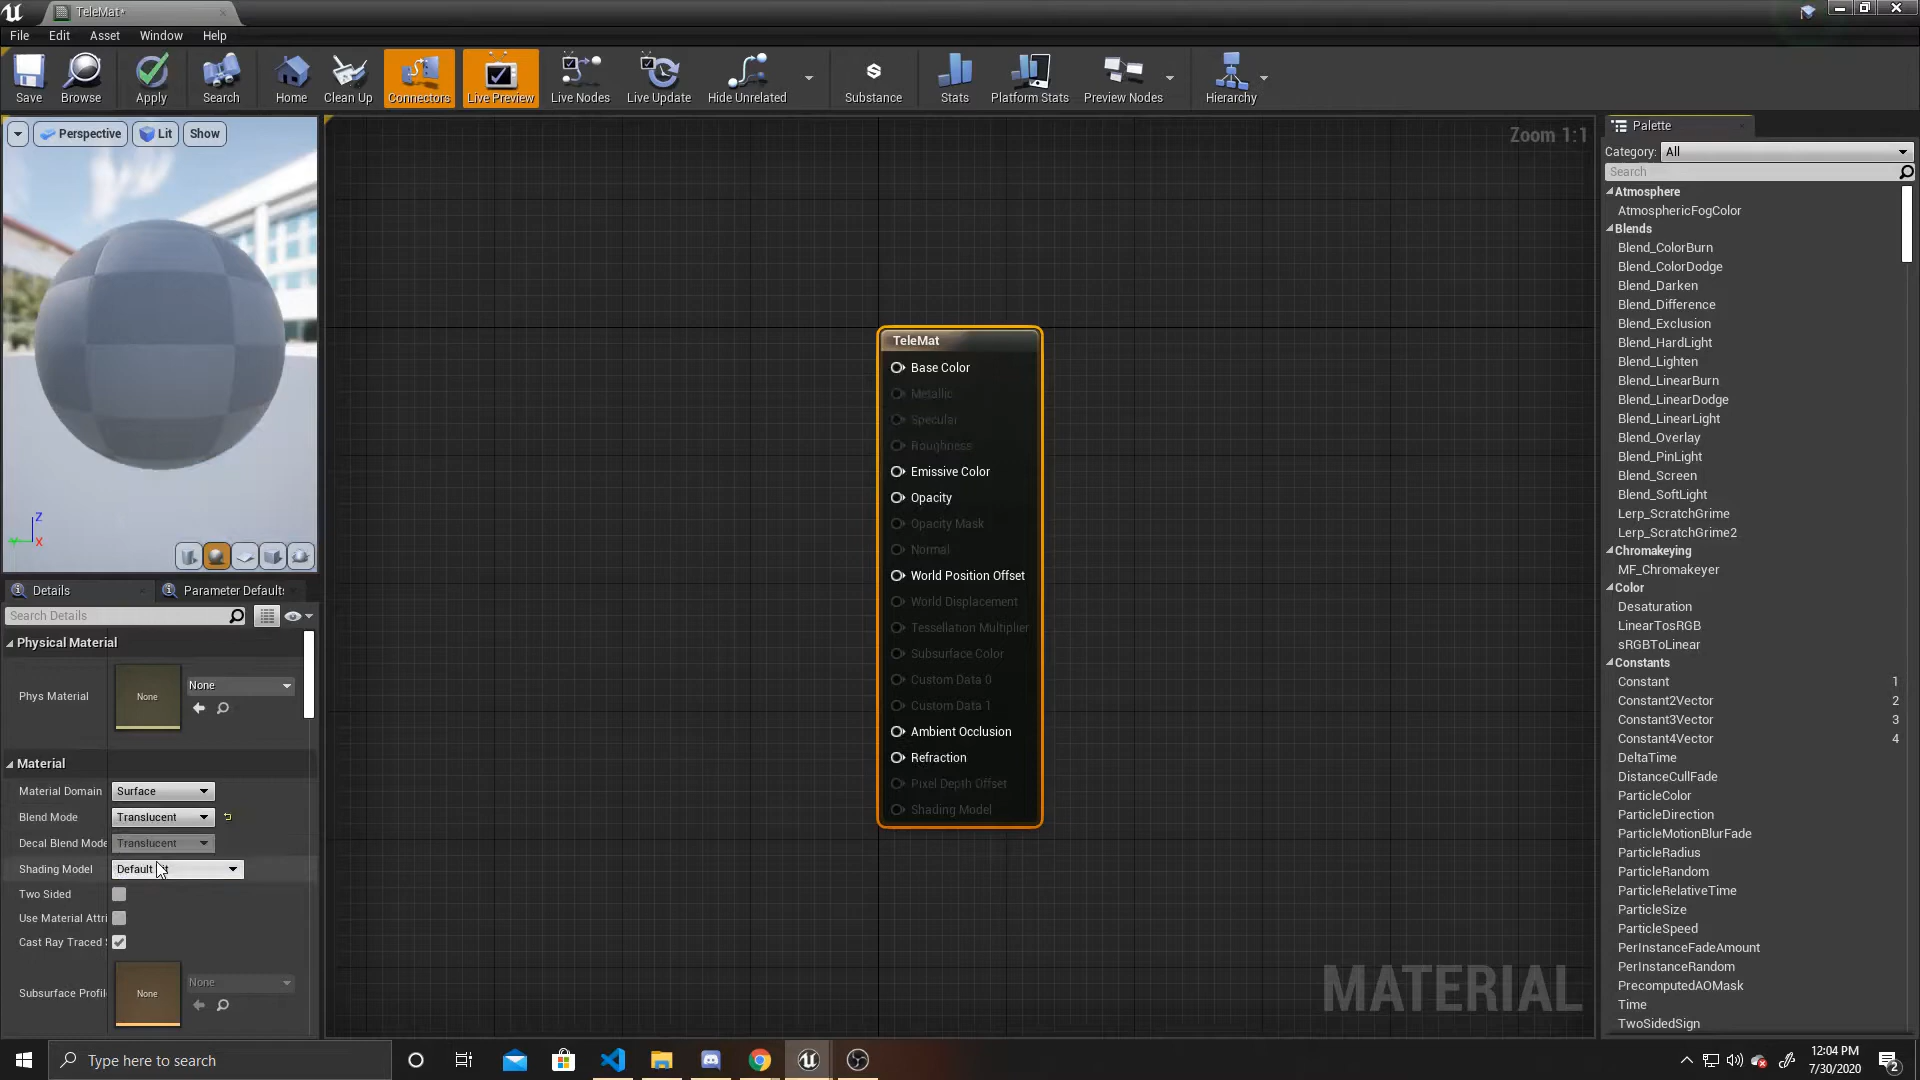 TeleMat*
File Edit Asset Window Help
Save Browse Apply Search Home Clean Up Connectors Live Preview Live Nodes Live Update Hide Unrelated Substance Stats Platform Stats Preview Nodes Hierarchy
Perspective Lit Show
Zoom 1:1
Z
Y X
Details
Parameter Defaults
Search Details
Physical Material
Phys Material
None
None
Material
Material Domain Surface
Blend Mode Translucent
Decal Blend Mode Translucent
Shading Model Default
Two Sided
Use Material Attri
Cast Ray Traced S
Subsurface Profil
None
None
TeleMat
Base Color
Metallic
Specular
Roughness
Emissive Color
Opacity
Opacity Mask
Normal
World Position Offset
World Displacement
Tessellation Multiplier
Subsurface Color
Custom Data 0
Custom Data 1
Ambient Occlusion
Refraction
Pixel Depth Offset
Shading Model
MATERIAL
Palette
Category: All
Search
Atmosphere
AtmosphericFogColor
Blends
Blend_ColorBurn
Blend_ColorDodge
Blend_Darken
Blend_Difference
Blend_Exclusion
Blend_HardLight
Blend_Lighten
Blend_LinearBurn
Blend_LinearDodge
Blend_LinearLight
Blend_Overlay
Blend_PinLight
Blend_Screen
Blend_SoftLight
Lerp_ScratchGrime
Lerp_ScratchGrime2
Chromakeying
MF_Chromakeyer
Color
Desaturation
LinearTosRGB
sRGBToLinear
Constants
Constant 1
Constant2Vector 2
Constant3Vector 3
Constant4Vector 4
DeltaTime
DistanceCullFade
ParticleColor
ParticleDirection
ParticleMotionBlurFade
ParticleRadius
ParticleRandom
ParticleRelativeTime
ParticleSize
ParticleSpeed
PerInstanceFadeAmount
PerInstanceRandom
PrecomputedAOMask
Time
TwoSidedSign
Type here to search
12:04 PM
7/30/2020
2